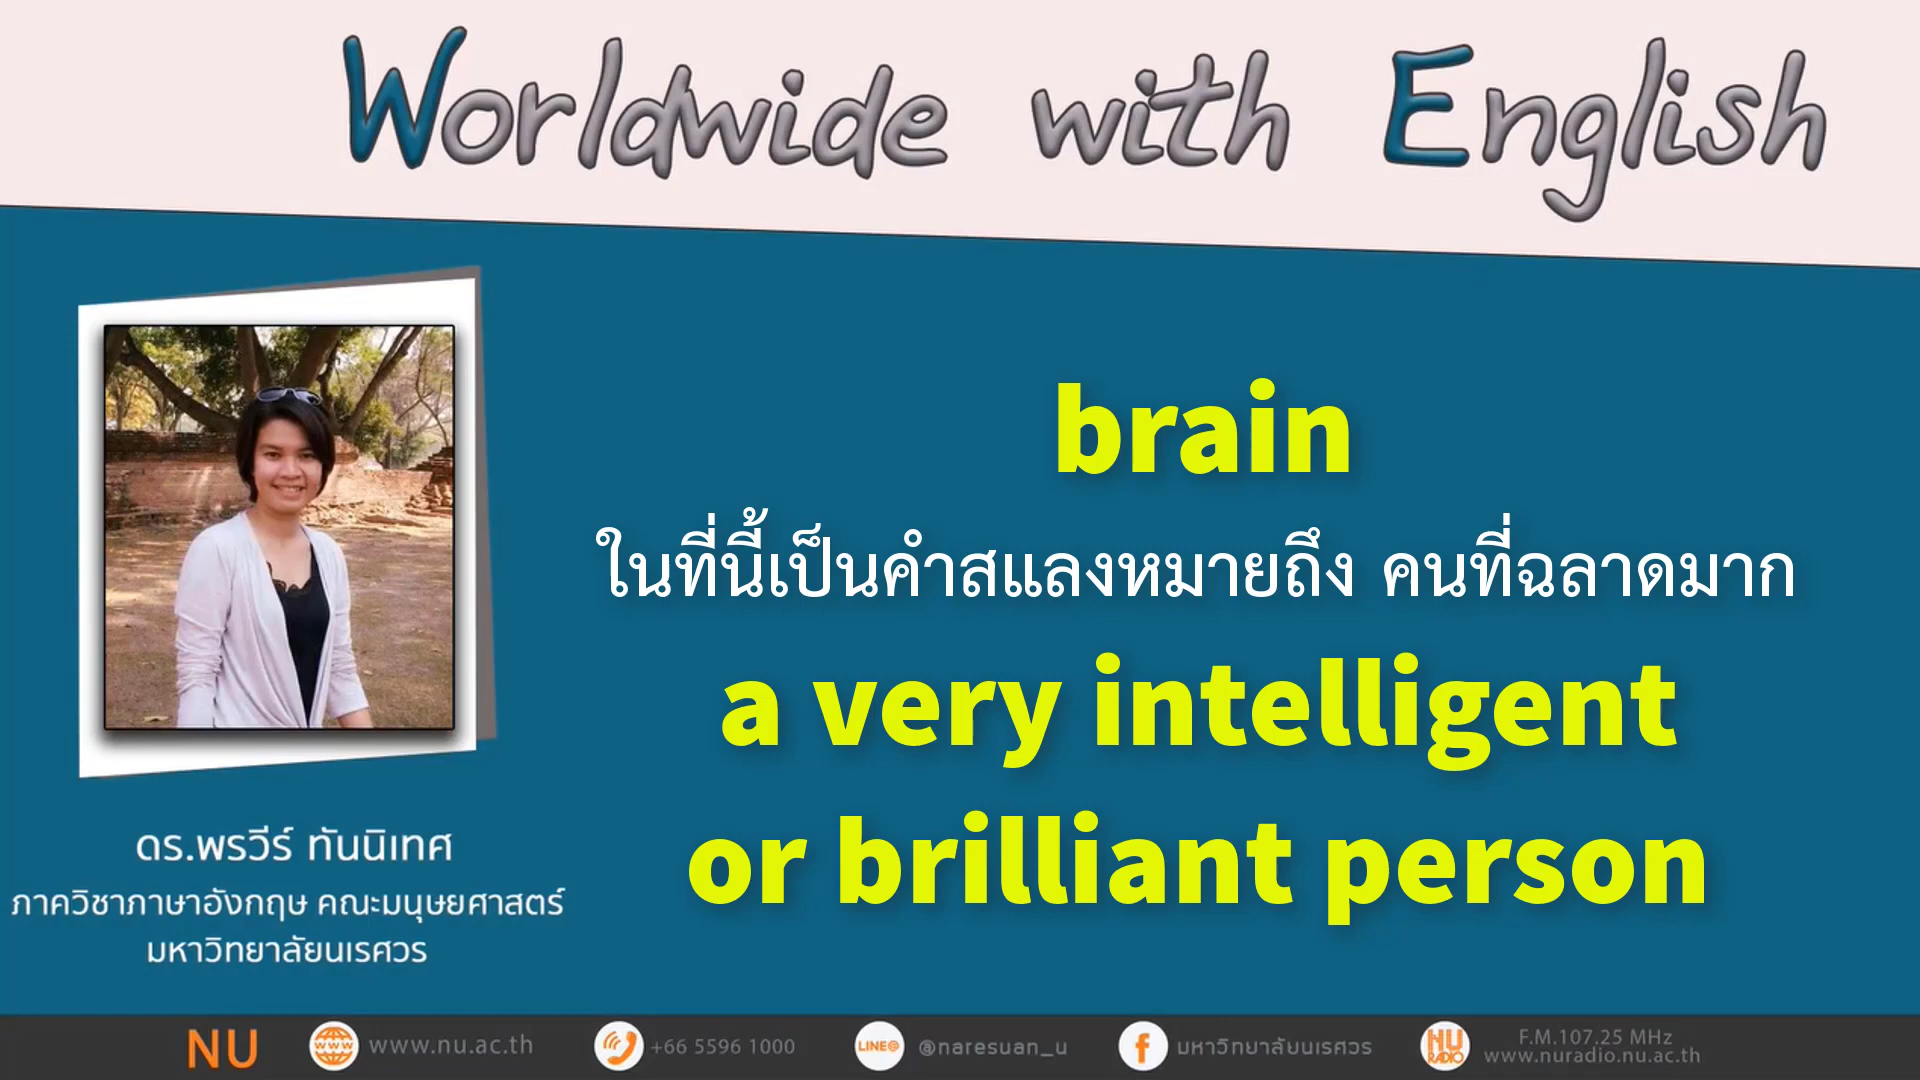 Worldwide with English
brain
ในที่นี้เป็นคำสแลงหมายถึง คนที่ฉลาดมาก
a very intelligent
or brilliant person
ดร.พรวีร์ ทันนิเทศ
ภาควิชาภาษาอังกฤษ คณะมนุษยศาสตร์
มหาวิทยาลัยนเรศวร
NU
www
www.nu.ac.th
+66 5596 1000
LINE@
@naresuan_u
f
มหาวิทยาลัยนเรศวร
NU
RADIO
F.M.107.25 MHz
www.nuradio.nu.ac.th